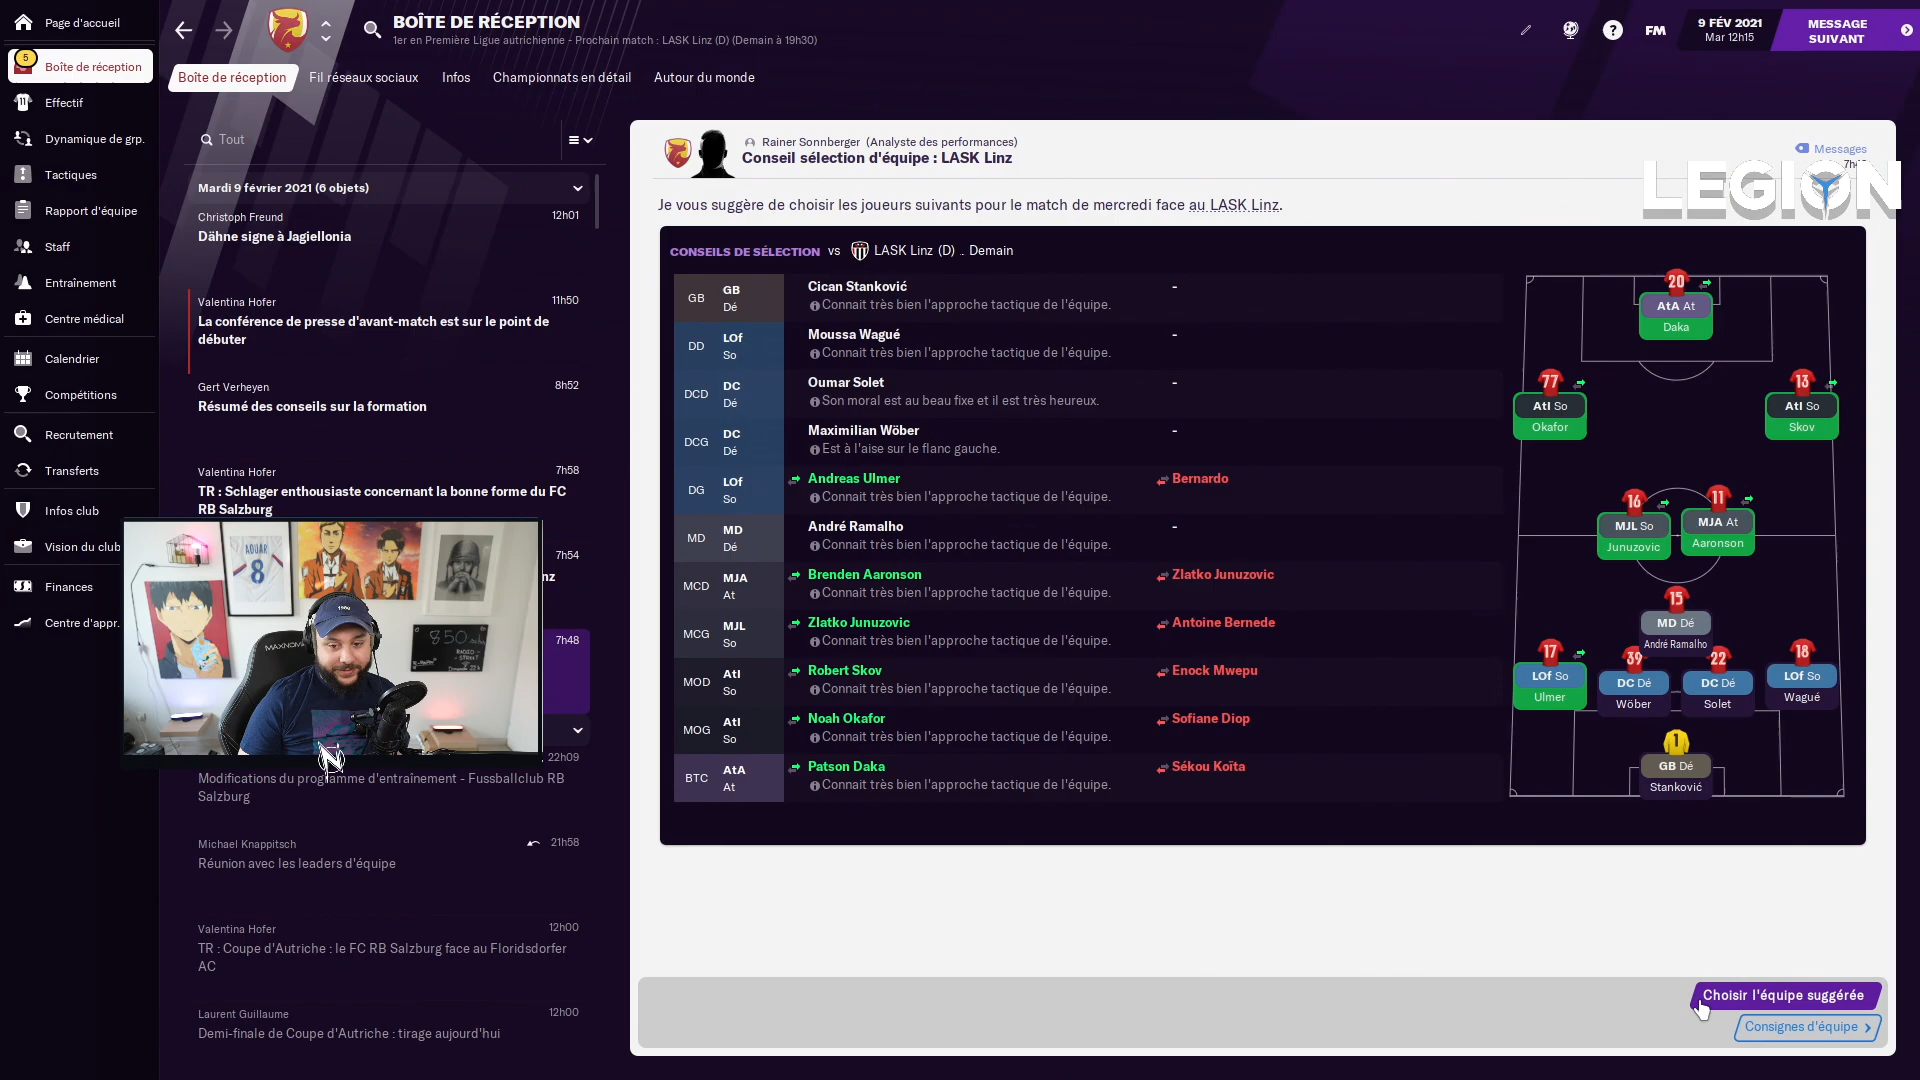 Page d'accueil
5
Boîte de réception
Effectif
Dynamique de grp.
Tactiques
Rapport d'équipe
Staff
Entraînement
Centre médical
Calendrier
Compétitions
Recrutement
Transferts
Infos club
Vision du club
Finances
Centre d'appr.
BOÎTE DE RÉCEPTION
1er en Première Ligue autrichienne - Prochain match : LASK Linz (D) (Demain à 19h30)
FM
9 FÉV 2021
Mar 12h15
MESSAGE SUIVANT
Boîte de réception
Fil réseaux sociaux
Infos
Championnats en détail
Autour du monde
Tout
Mardi 9 février 2021 (6 objets)
Christoph Freund 12h01
Dähne signe à Jagiellonia
Valentina Hofer 11h50
La conférence de presse d'avant-match est sur le point de
débuter
Gert Verheyen 8h52
Résumé des conseils sur la formation
Valentina Hofer 7h58
TR : Schlager enthousiaste concernant la bonne forme du FC
RB Salzburg
7h54
nz
7h48
22h09
Modifications du programme d'entraînement - Fussballclub RB
Salzburg
Michael Knappitsch 21h58
Réunion avec les leaders d'équipe
Valentina Hofer 12h00
TR : Coupe d'Autriche : le FC RB Salzburg face au Floridsdorfer
AC
Laurent Guillaume 12h00
Demi-finale de Coupe d'Autriche : tirage aujourd'hui
ADUAR
8
MAXNOMIC
850
RADIO -
STREET
Rainer Sonnberger (Analyste des performances)
Conseil sélection d'équipe : LASK Linz
Messages
LEGION
Je vous suggère de choisir les joueurs suivants pour le match de mercredi face au LASK Linz.
CONSEILS DE SÉLECTION vs LASK Linz (D) .. Demain
GB GB Dé Cican Stanković -
Connait très bien l'approche tactique de l'équipe.
DD LOf So Moussa Wagué -
Connait très bien l'approche tactique de l'équipe.
DCD DC Dé Oumar Solet -
Son moral est au beau fixe et il est très heureux.
DCG DC Dé Maximilian Wöber -
Est à l'aise sur le flanc gauche.
DG LOf So Andreas Ulmer Bernardo
Connait très bien l'approche tactique de l'équipe.
MD MD Dé André Ramalho -
Connait très bien l'approche tactique de l'équipe.
MCD MJA At Brenden Aaronson Zlatko Junuzovic
Connait très bien l'approche tactique de l'équipe.
MCG MJL So Zlatko Junuzovic Antoine Bernede
Connait très bien l'approche tactique de l'équipe.
MOD AtI So Robert Skov Enock Mwepu
Connait très bien l'approche tactique de l'équipe.
MOG AtI So Noah Okafor Sofiane Diop
Connait très bien l'approche tactique de l'équipe.
BTC AtA At Patson Daka Sékou Koïta
Connait très bien l'approche tactique de l'équipe.
20
AtA At
Daka
77
AtI So
Okafor
13
AtI So
Skov
16
MJL So
Junuzovic
11
MJA At
Aaronson
15
MD Dé
André Ramalho
17
LOf So
Ulmer
39
DC Dé
Wöber
22
DC Dé
Solet
18
LOf So
Wagué
1
GB Dé
Stanković
Choisir l'équipe suggérée
Consignes d'équipe